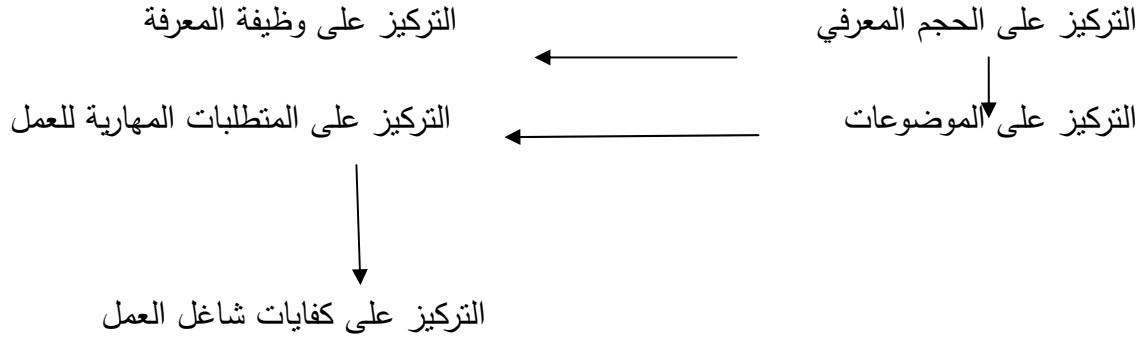 التركيز على الحجم المعرفي التركيز على وظيفة المعرفة
التركيز على الموضوعات التركيز على المتطلبات المهارية للعمل
التركيز على كفايات شاغل العمل